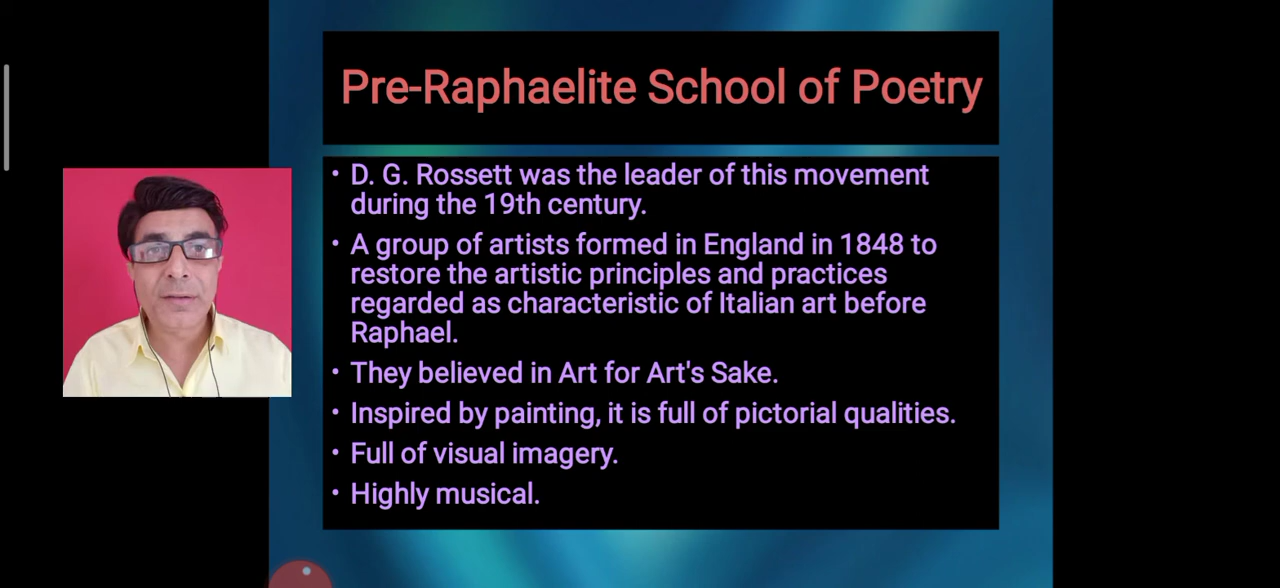 Pre-Raphaelite School of Poetry
• D. G. Rossett was the leader of this movement
during the 19th century.
• A group of artists formed in England in 1848 to
restore the artistic principles and practices
regarded as characteristic of Italian art before
Raphael.
• They believed in Art for Art's Sake.
• Inspired by painting, it is full of pictorial qualities.
• Full of visual imagery.
• Highly musical.